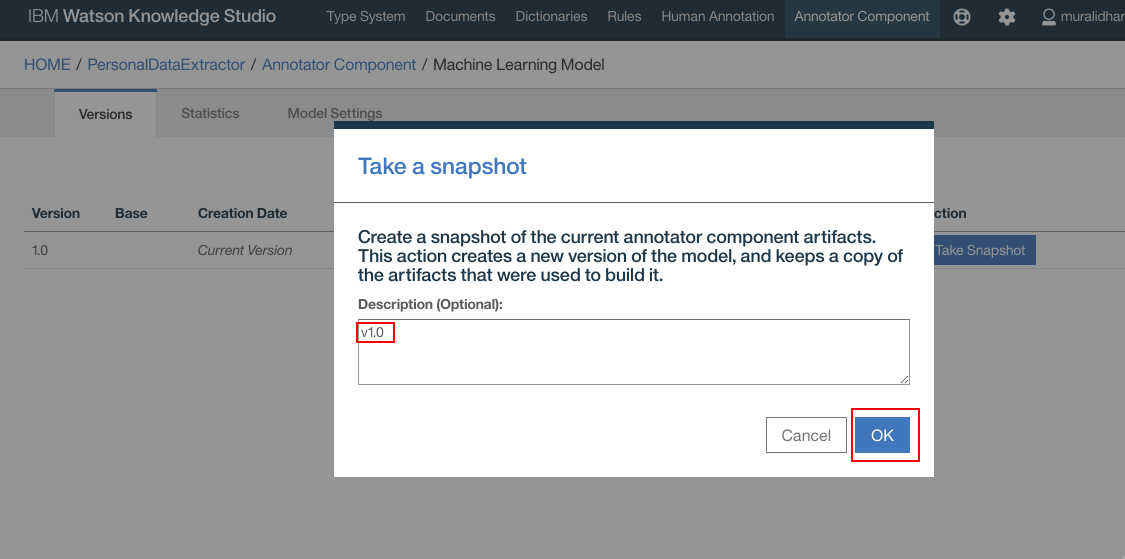 IBM Watson Knowledge Studio Type System Documents Dictionaries Rules Human Annotation Annotator Component muralidhar
HOME / PersonalDataExtractor / Annotator Component / Machine Learning Model
Versions Statistics Model Settings
Take a snapshot
Version Base Creation Date ction
1.0 Current Version Take Snapshot
Create a snapshot of the current annotator component artifacts.
This action creates a new version of the model, and keeps a copy of
the artifacts that were used to build it.
Description (Optional):
v1.0
Cancel OK